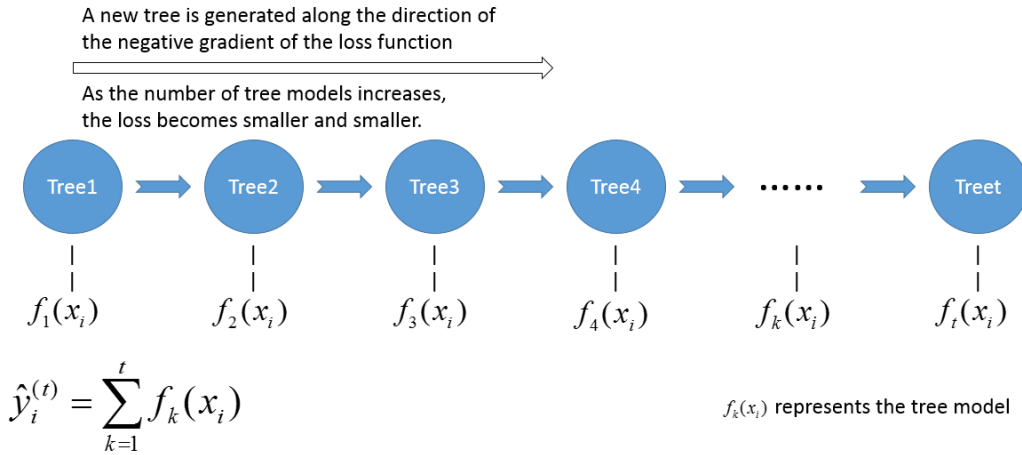 A new tree is generated along the direction of
the negative gradient of the loss function
As the number of tree models increases,
the loss becomes smaller and smaller.
Tree1 Tree2 Tree3 Tree4 ...... Treet
f₁(xᵢ) f₂(xᵢ) f₃(xᵢ) f₄(xᵢ) fₖ(xᵢ) fₜ(xᵢ)
ŷᵢ⁽ᵗ⁾ = ∑ₖ₌₁ᵗ fₖ(xᵢ)
fₖ(xᵢ) represents the tree model